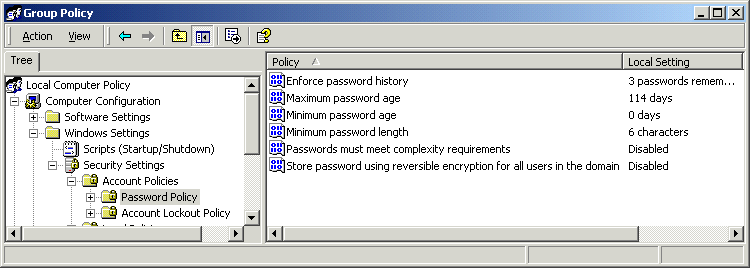 Group Policy
Action View
Tree
Policy Local Setting
Local Computer Policy
Computer Configuration
Software Settings
Windows Settings
Scripts (Startup/Shutdown)
Security Settings
Account Policies
Password Policy
Account Lockout Policy
Enforce password history 3 passwords remem...
Maximum password age 114 days
Minimum password age 0 days
Minimum password length 6 characters
Passwords must meet complexity requirements Disabled
Store password using reversible encryption for all users in the domain Disabled